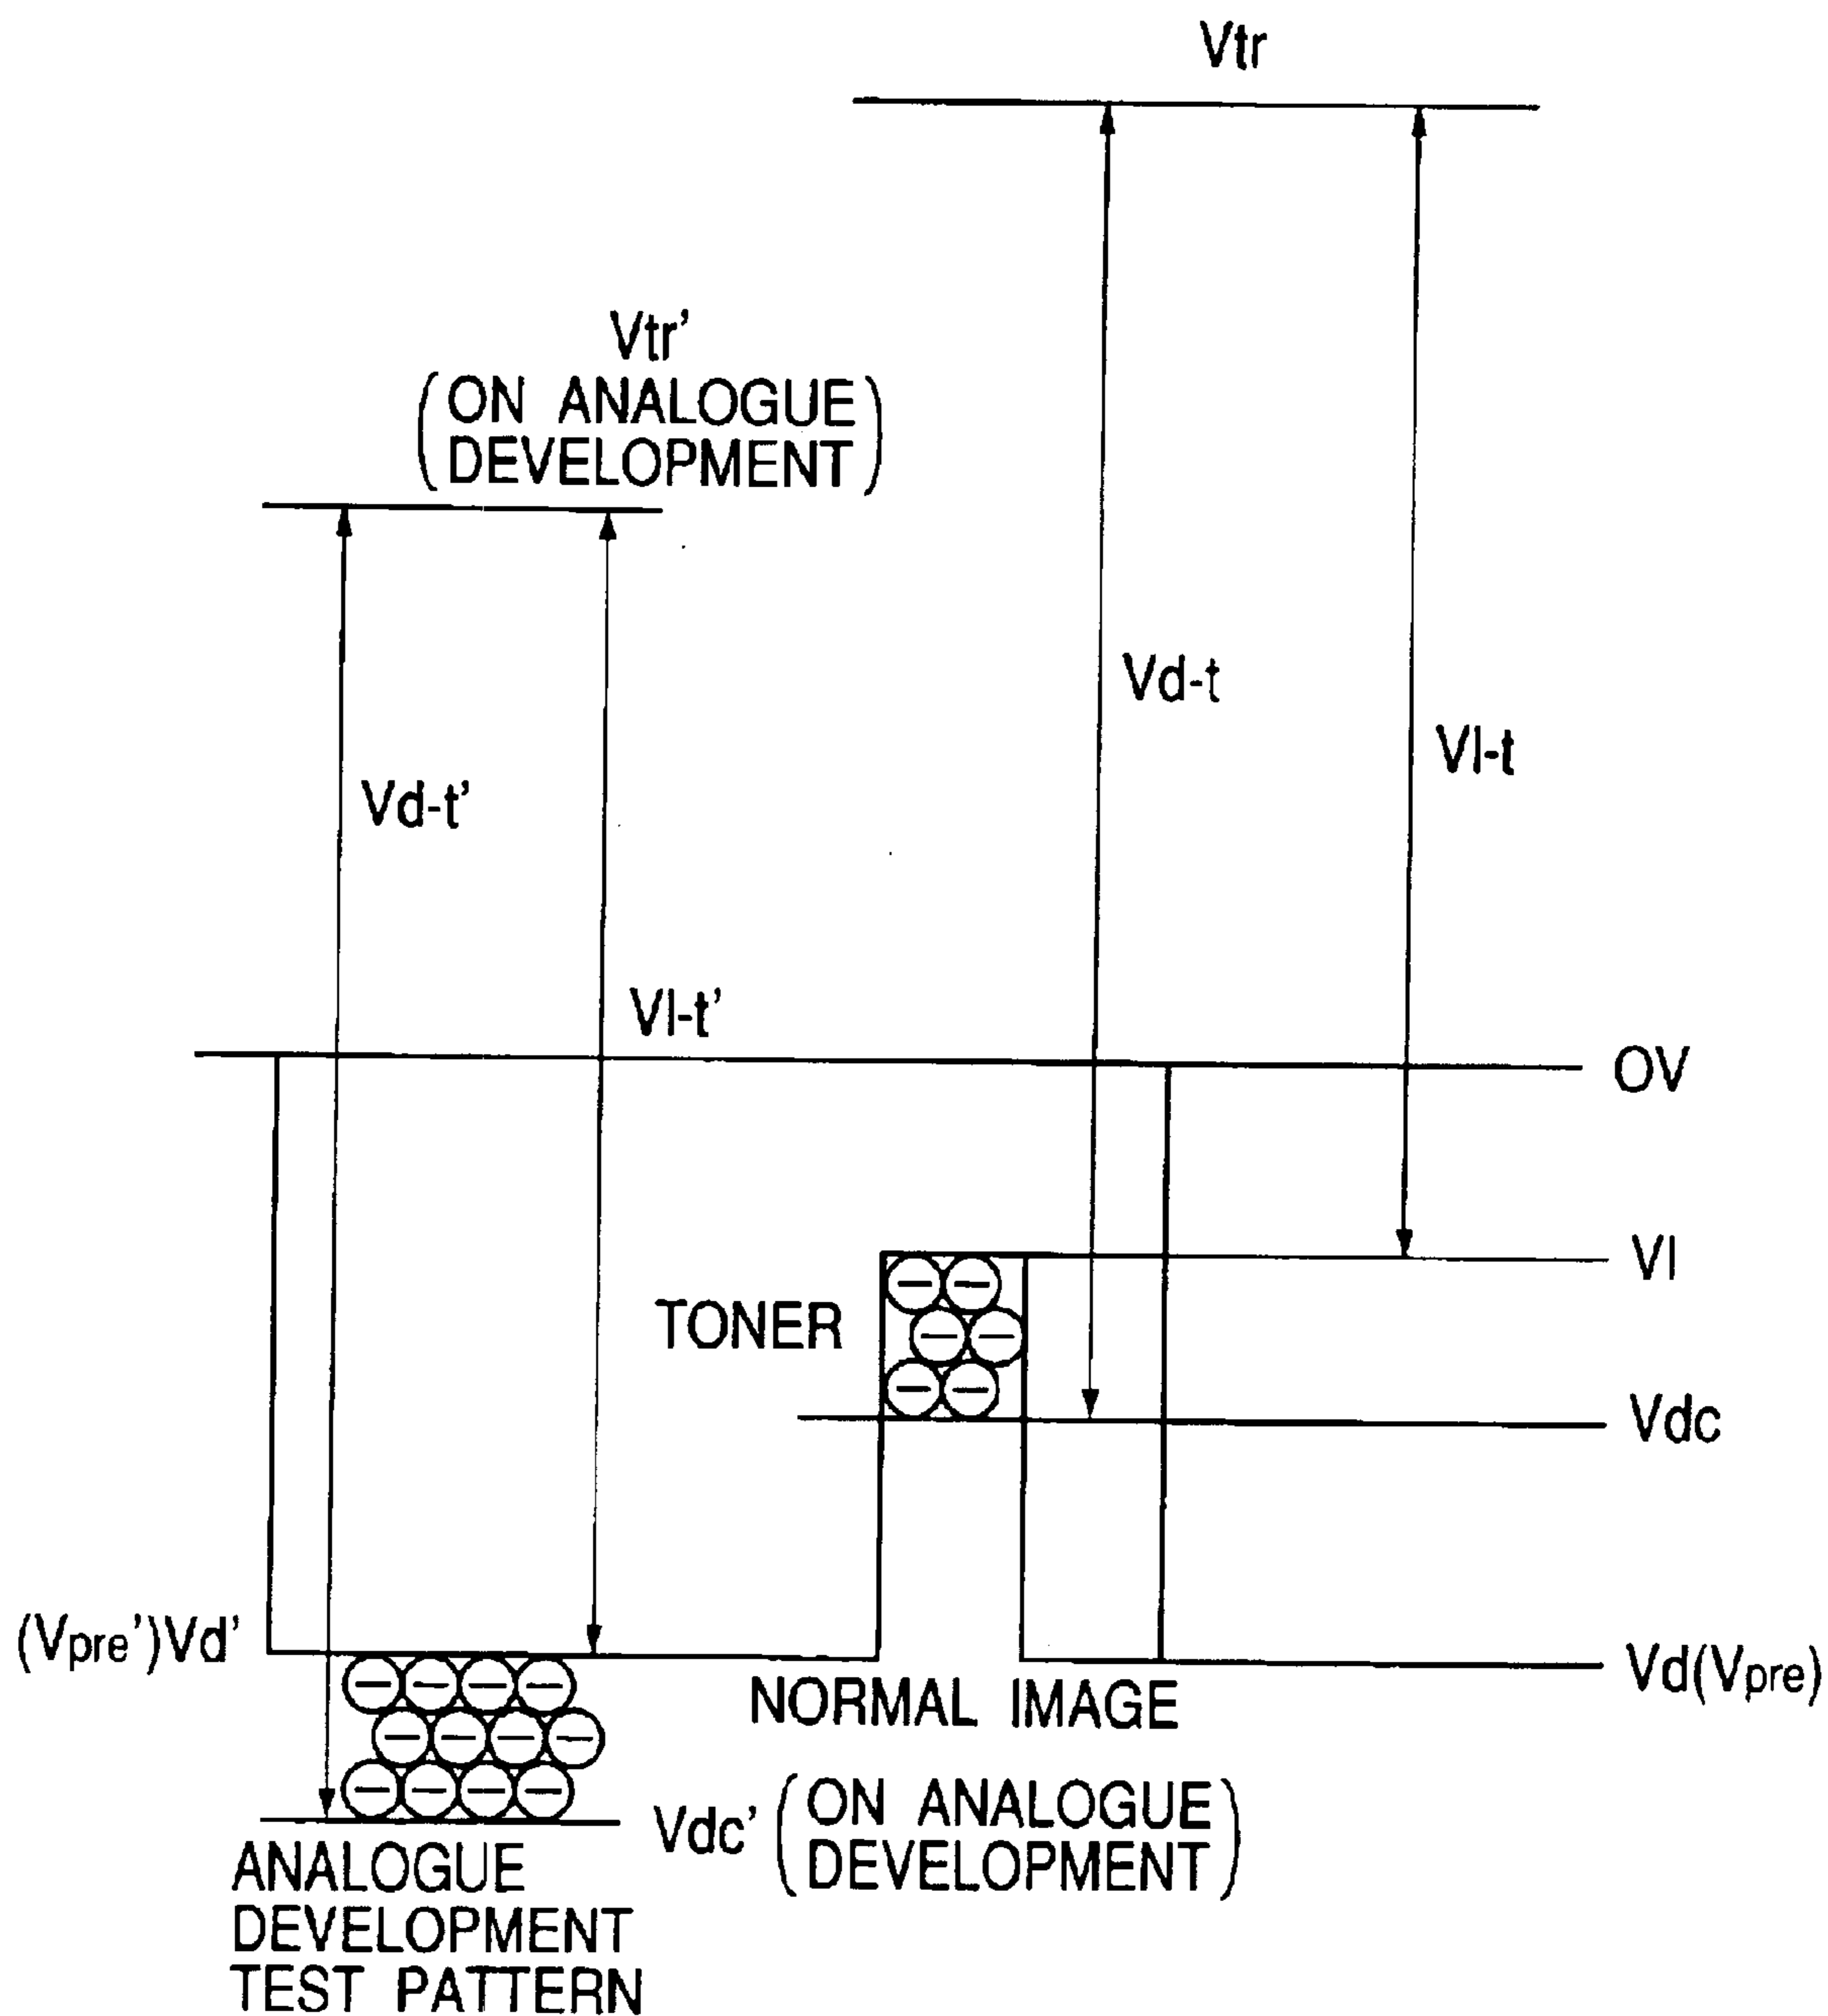 Vtr
Vtr'
(ON ANALOGUE
DEVELOPMENT)
Vd-t
Vl-t
Vd-t'
Vl-t'
OV
Vl
TONER
Vdc
(Vpre')Vd'
Vd(Vpre)
NORMAL IMAGE
Vdc' (ON ANALOGUE
DEVELOPMENT)
ANALOGUE
DEVELOPMENT
TEST PATTERN